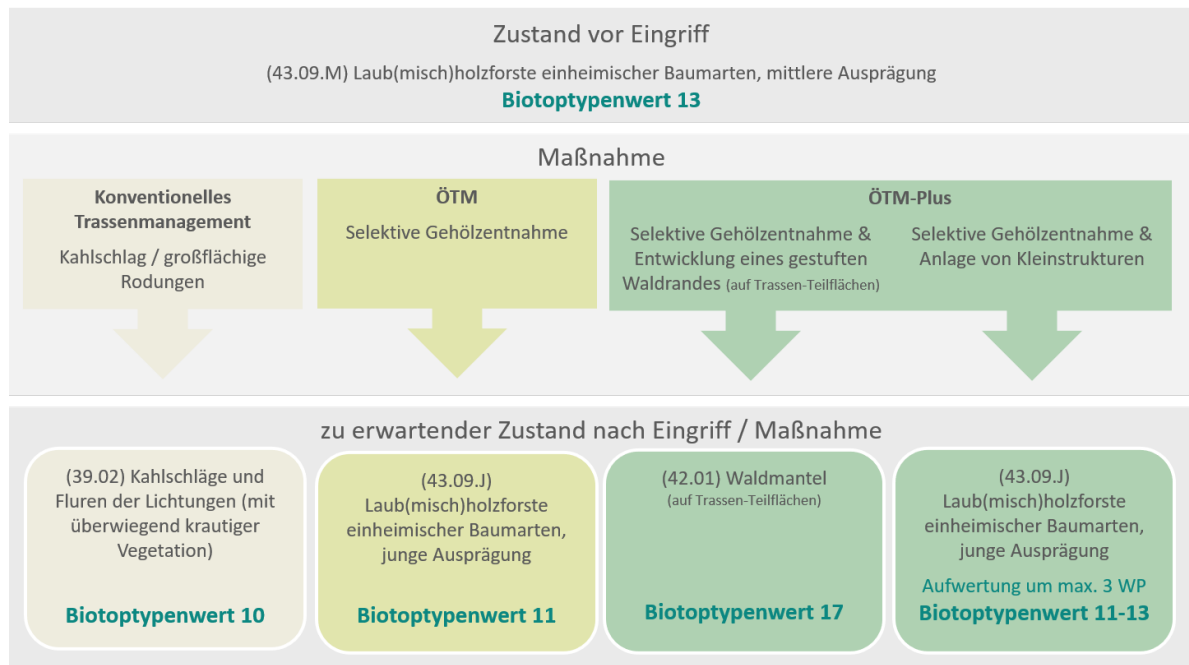 Zustand vor Eingriff
(43.09.M) Laub(misch)holzforste einheimischer Baumarten, mittlere Ausprägung
Biotoptypenwert 13
Maßnahme
Konventionelles
Trassenmanagement
Kahlschlag / großflächige
Rodungen
ÖTM
Selektive Gehölzentnahme
ÖTM-Plus
Selektive Gehölzentnahme &
Entwicklung eines gestuften
Waldrandes (auf Trassen-Teilflächen)
Selektive Gehölzentnahme &
Anlage von Kleinstrukturen
zu erwartender Zustand nach Eingriff / Maßnahme
(39.02) Kahlschläge und
Fluren der Lichtungen (mit
überwiegend krautiger
Vegetation)
Biotoptypenwert 10
(43.09.J)
Laub(misch)holzforste
einheimischer Baumarten,
junge Ausprägung
Biotoptypenwert 11
(42.01) Waldmantel
(auf Trassen-Teilflächen)
Biotoptypenwert 17
(43.09.J)
Laub(misch)holzforste
einheimischer Baumarten,
junge Ausprägung
Aufwertung um max. 3 WP
Biotoptypenwert 11-13